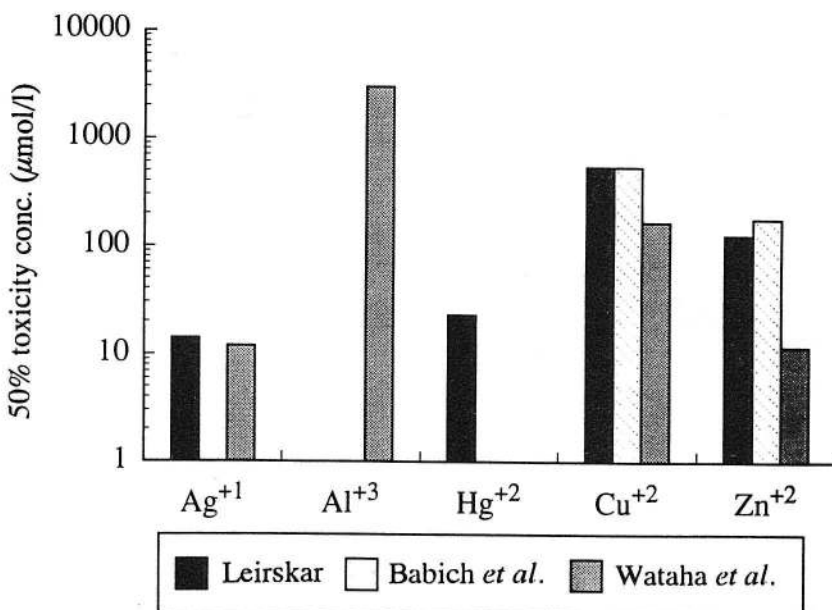 10000
1000
100
10
1
50% toxicity conc. (μmol/l)
Ag+1 Al+3 Hg+2 Cu+2 Zn+2
Leirskar Babich et al. Wataha et al.